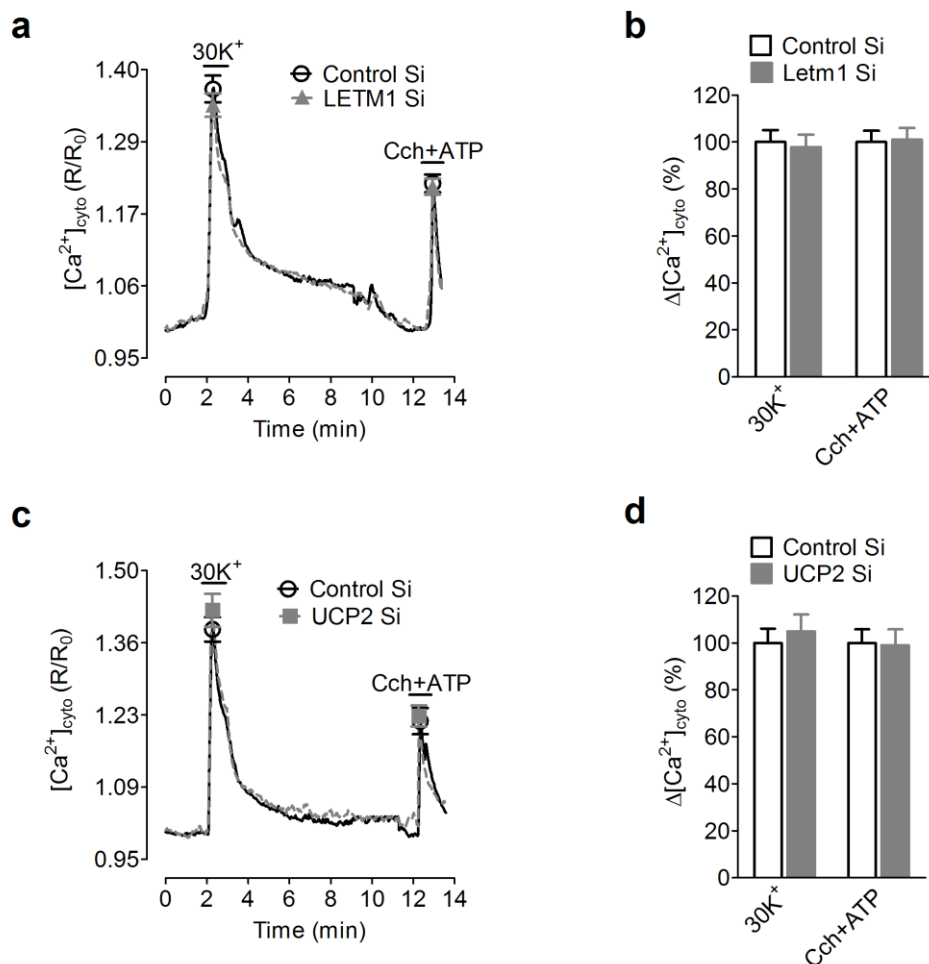 a
30K⁺
Control Si
LETM1 Si
Cch+ATP
[Ca²⁺]cyto (R/R₀)
1.40
1.29
1.17
1.06
0.95
0 2 4 6 8 10 12 14
Time (min)
b
Control Si
Letm1 Si
Δ[Ca²⁺]cyto (%)
120
100
80
60
40
20
0
30K⁺
Cch+ATP
c
30K⁺
Control Si
UCP2 Si
Cch+ATP
[Ca²⁺]cyto (R/R₀)
1.50
1.36
1.23
1.09
0.95
0 2 4 6 8 10 12 14
Time (min)
d
Control Si
UCP2 Si
Δ[Ca²⁺]cyto (%)
120
100
80
60
40
20
0
30K⁺
Cch+ATP